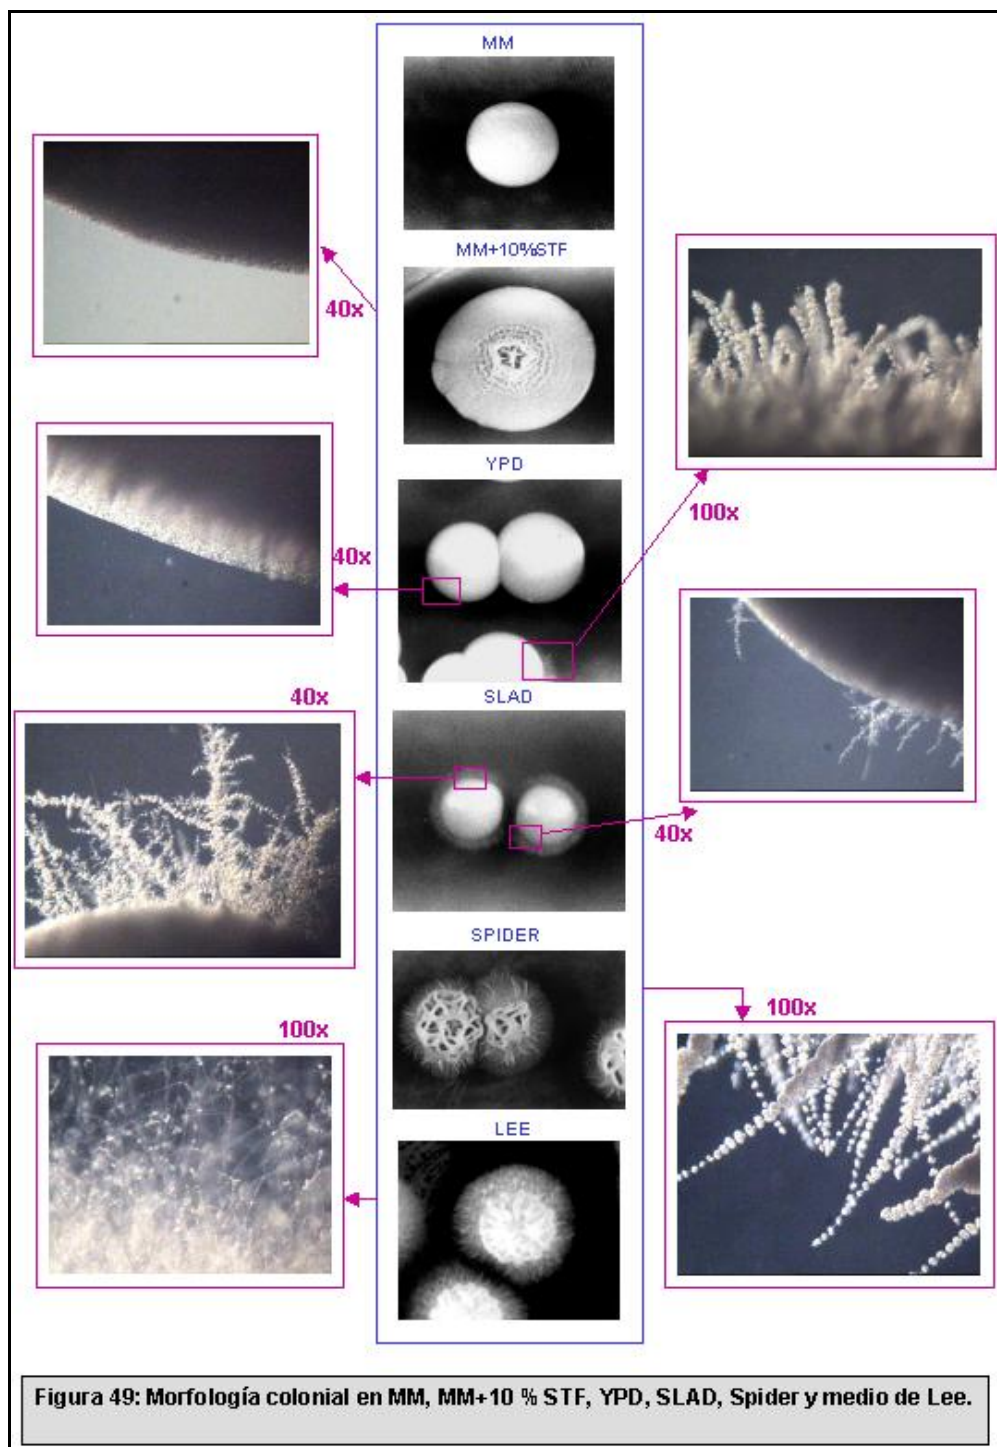 MM
40x
MM+10%STF
YPD
100x
40x
SLAD
40x
40x
SPIDER
100x
100x
LEE
Figura 49: Morfología colonial en MM, MM+10 % STF, YPD, SLAD, Spider y medio de Lee.